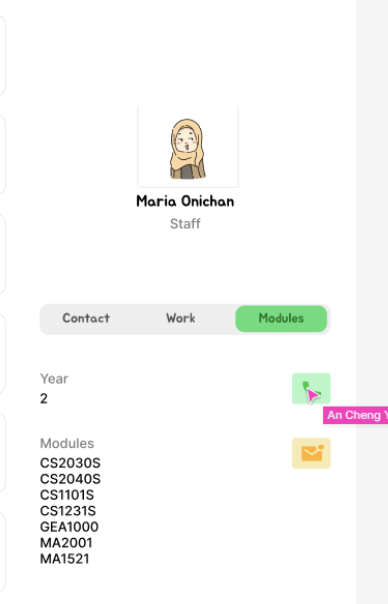 Maria Onichan
Staff
Contact Work Modules
Year
2
An Cheng Y
Modules
CS2030S
CS2040S
CS1101S
CS1231S
GEA1000
MA2001
MA1521